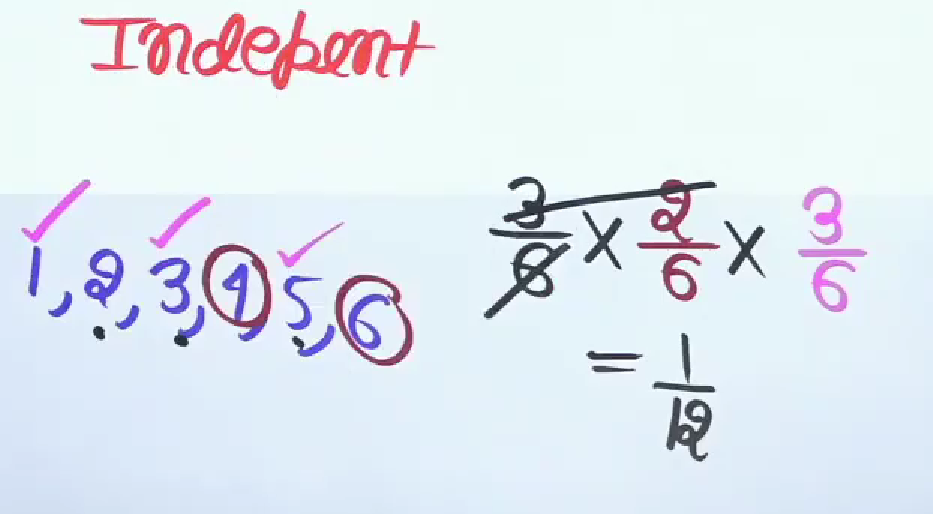 Indepent
1, 2, 3, 4, 5, 6
3/6 × 2/6 × 3/6
= 1/12